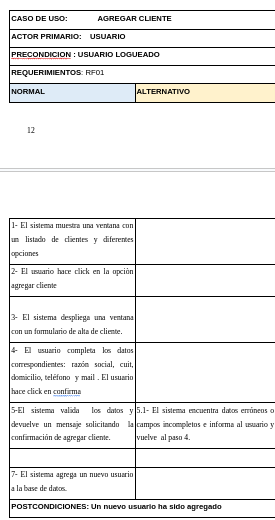 CASO DE USO: AGREGAR CLIENTE
ACTOR PRIMARIO: USUARIO
PRECONDICION : USUARIO LOGUEADO
REQUERIMIENTOS: RF01
NORMAL ALTERNATIVO
12
1- El sistema muestra una ventana con
un listado de clientes y diferentes
opciones
2- El usuario hace click en la opción
agregar cliente
3- El sistema despliega una ventana
con un formulario de alta de cliente.
4- El usuario completa los datos
correspondientes: razón social, cuit,
domicilio, teléfono y mail . El usuario
hace click en confirma
5-El sistema valida los datos y
devuelve un mensaje solicitando la
confirmación de agregar cliente.
5.1- El sistema encuentra datos erróneos o
campos incompletos e informa al usuario y
vuelve al paso 4.
7- El sistema agrega un nuevo usuario
a la base de datos.
POSTCONDICIONES: Un nuevo usuario ha sido agregado